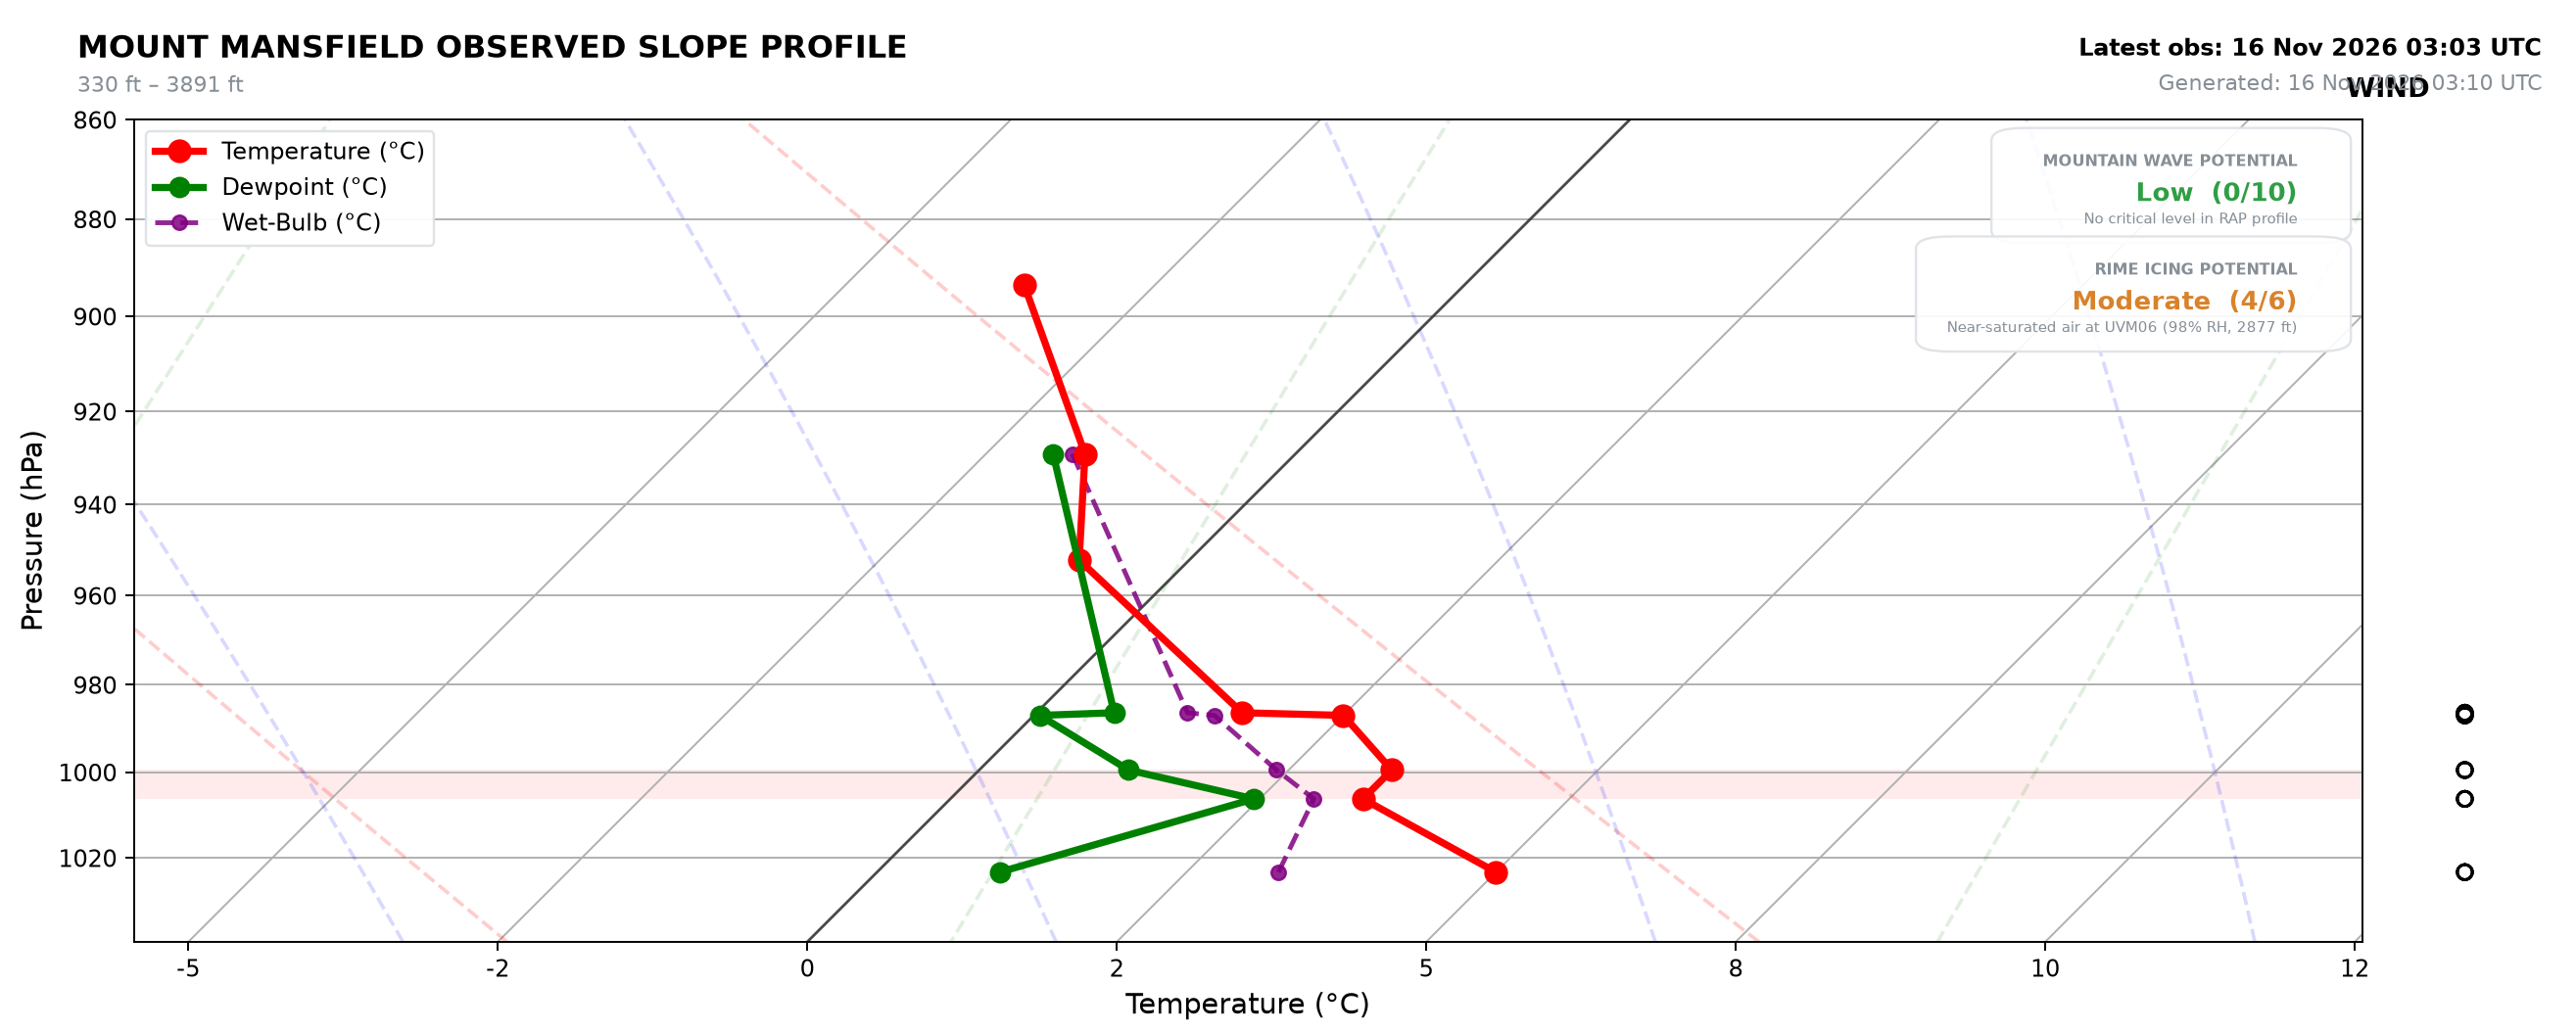 MOUNT MANSFIELD OBSERVED SLOPE PROFILE
330 ft – 3891 ft
Latest obs: 16 Nov 2026 03:03 UTC
Generated: 16 Nov 2026 03:10 UTC
WIND
Temperature (°C)
Dewpoint (°C)
Wet-Bulb (°C)
MOUNTAIN WAVE POTENTIAL
Low (0/10)
No critical level in RAP profile
RIME ICING POTENTIAL
Moderate (4/6)
Near-saturated air at UVM06 (98% RH, 2877 ft)
Pressure (hPa)
860
880
900
920
940
960
980
1000
1020
-5 -2 0 2 5 8 10 12
Temperature (°C)